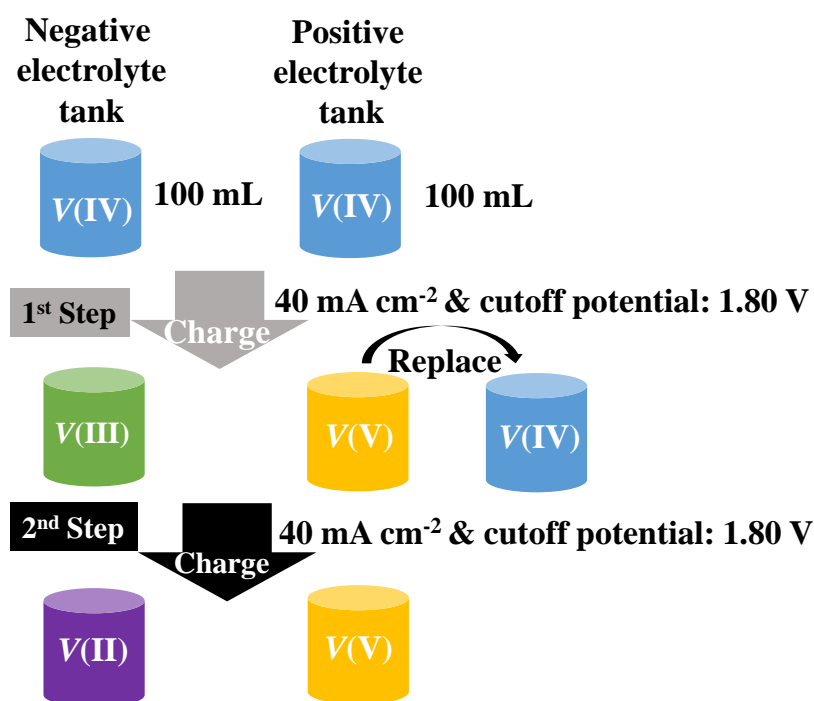 Negative
electrolyte
tank
Positive
electrolyte
tank
V(IV)
100 mL
V(IV)
100 mL
1st Step
Charge
40 mA cm-2 & cutoff potential: 1.80 V
Replace
V(III)
V(V)
V(IV)
2nd Step
Charge
40 mA cm-2 & cutoff potential: 1.80 V
V(II)
V(V)